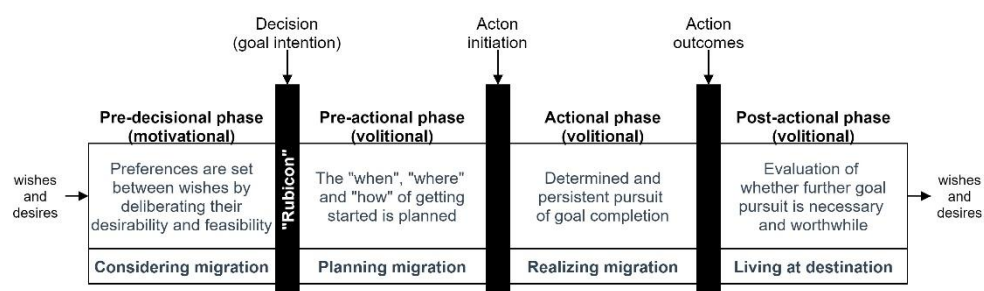 Decision
(goal intention)
Acton
initiation
Action
outcomes
Pre-decisional phase
(motivational)
Pre-actional phase
(volitional)
Actional phase
(volitional)
Post-actional phase
(volitional)
wishes
and
desires
Preferences are set
between wishes by
deliberating their
desirability and feasibility
"Rubicon"
The "when", "where"
and "how" of getting
started is planned
Determined and
persistent pursuit
of goal completion
Evaluation of
whether further goal
pursuit is necessary
and worthwhile
wishes
and
desires
Considering migration
Planning migration
Realizing migration
Living at destination